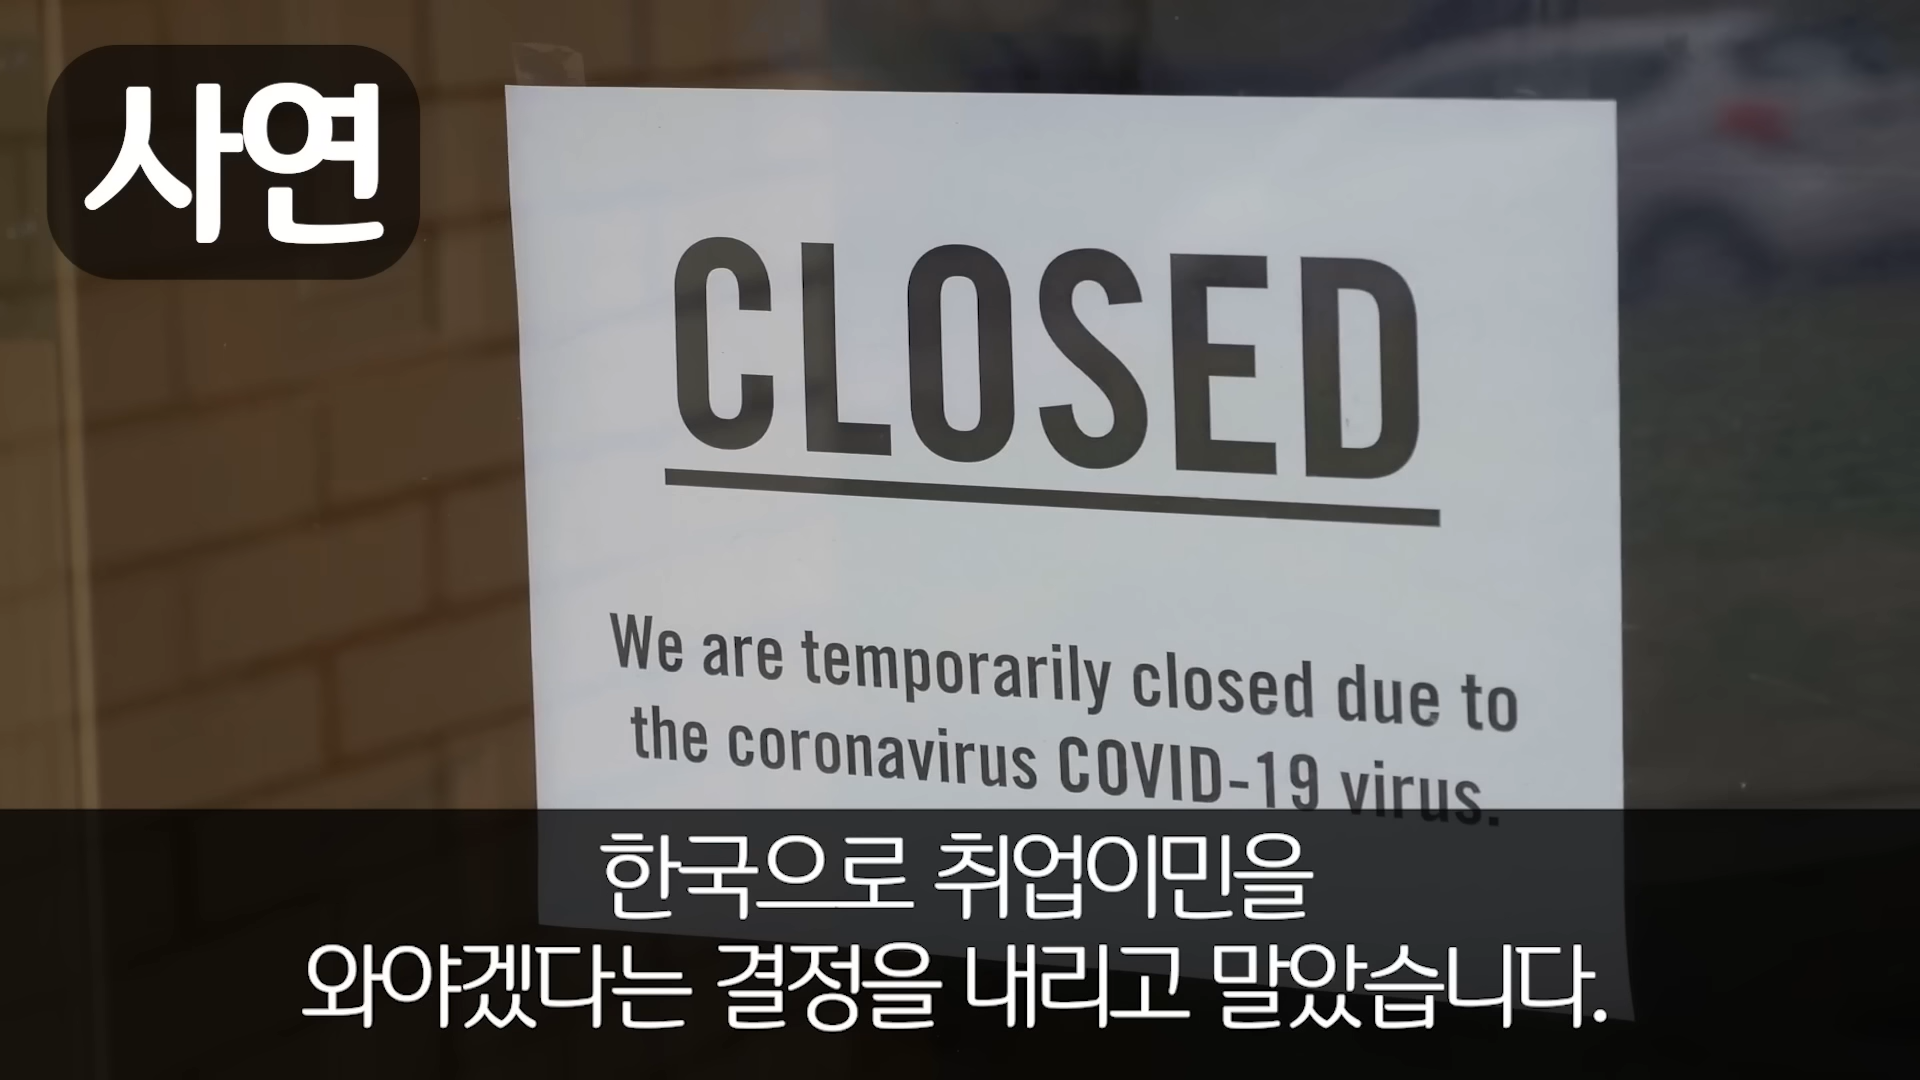 사연
CLOSED
We are temporarily closed due to
the coronavirus COVID-19 virus.
한국으로 취업이민을
와야겠다는 결정을 내리고 말았습니다.